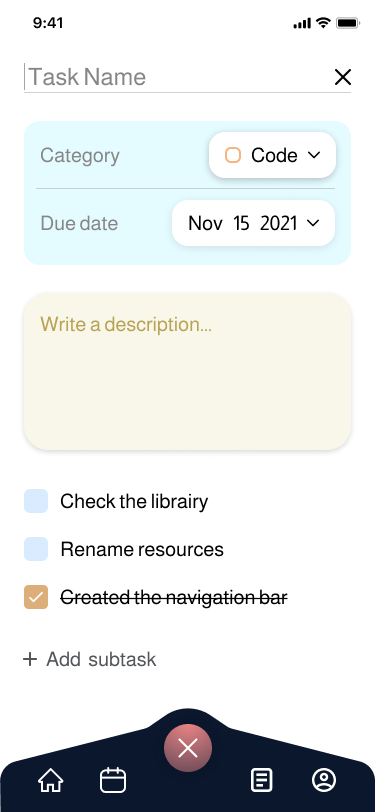 9:41
Task Name
Category Code
Due date Nov 15 2021
Write a description...
Check the librairy
Rename resources
Created the navigation bar
+ Add subtask